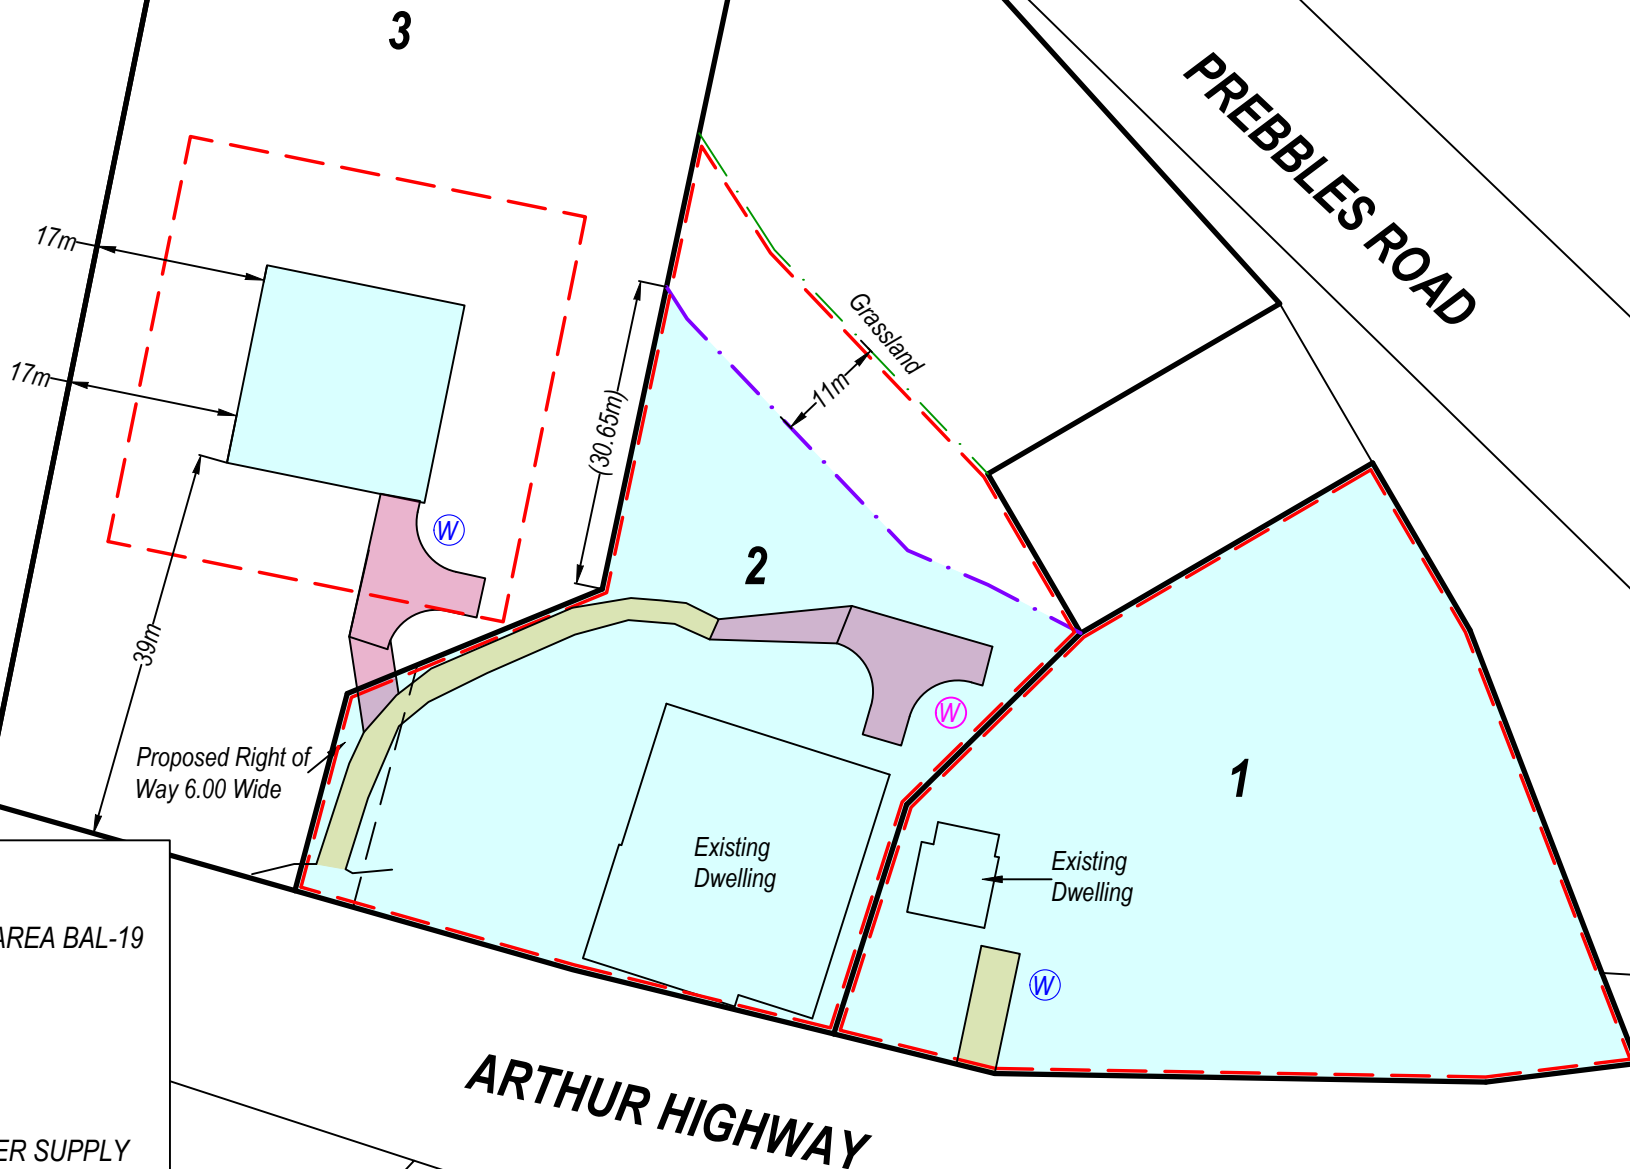 3
PREBBLES ROAD
17m
17m
Grassland
11m
(30.65m)
W
2
39m
W
Proposed Right of
Way 6.00 Wide
1
Existing
Dwelling
Existing
Dwelling
AREA BAL-19
W
ARTHUR HIGHWAY
ER SUPPLY